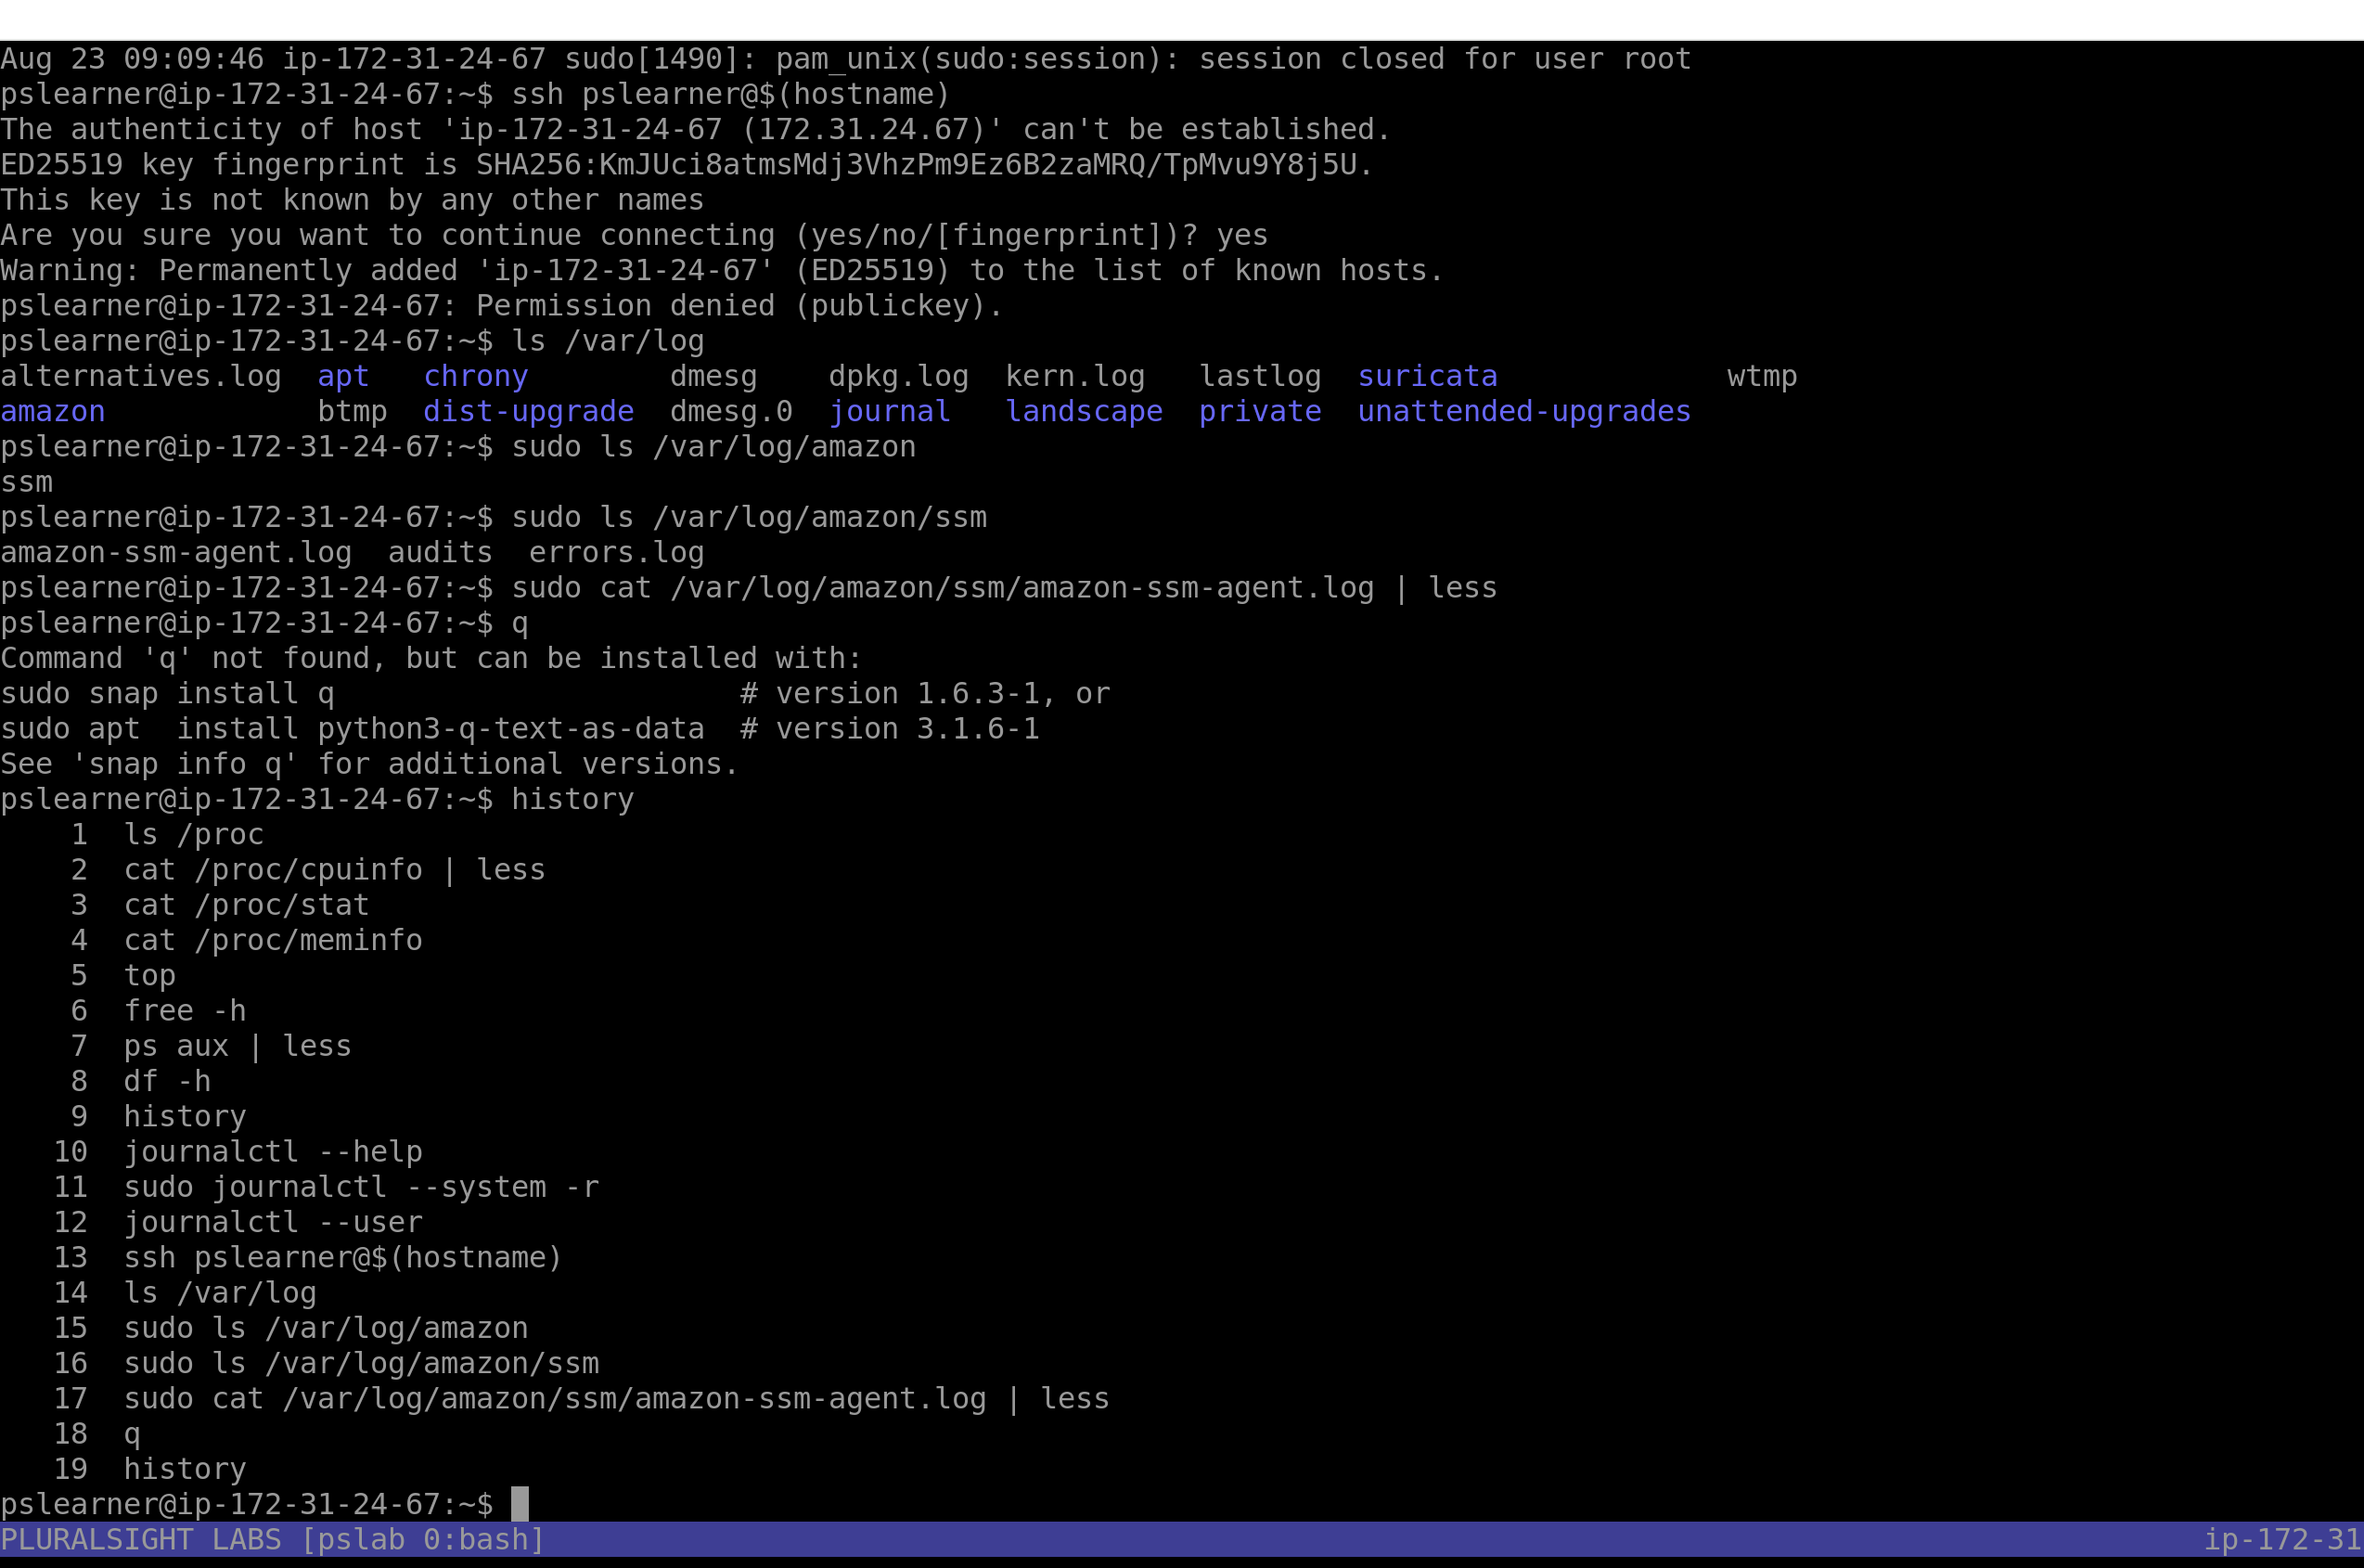 Aug 23 09:09:46 ip-172-31-24-67 sudo[1490]: pam_unix(sudo:session): session closed for user root
pslearner@ip-172-31-24-67:~$ ssh pslearner@$(hostname)
The authenticity of host 'ip-172-31-24-67 (172.31.24.67)' can't be established.
ED25519 key fingerprint is SHA256:KmJUci8atmsMdj3VhzPm9Ez6B2zaMRQ/TpMvu9Y8j5U.
This key is not known by any other names
Are you sure you want to continue connecting (yes/no/[fingerprint])? yes
Warning: Permanently added 'ip-172-31-24-67' (ED25519) to the list of known hosts.
pslearner@ip-172-31-24-67: Permission denied (publickey).
pslearner@ip-172-31-24-67:~$ ls /var/log
alternatives.log  apt   chrony        dmesg    dpkg.log  kern.log   lastlog  suricata             wtmp
amazon            btmp  dist-upgrade  dmesg.0  journal   landscape  private  unattended-upgrades
pslearner@ip-172-31-24-67:~$ sudo ls /var/log/amazon
ssm
pslearner@ip-172-31-24-67:~$ sudo ls /var/log/amazon/ssm
amazon-ssm-agent.log  audits  errors.log
pslearner@ip-172-31-24-67:~$ sudo cat /var/log/amazon/ssm/amazon-ssm-agent.log | less
pslearner@ip-172-31-24-67:~$ q
Command 'q' not found, but can be installed with:
sudo snap install q                       # version 1.6.3-1, or
sudo apt  install python3-q-text-as-data  # version 3.1.6-1
See 'snap info q' for additional versions.
pslearner@ip-172-31-24-67:~$ history
    1  ls /proc
    2  cat /proc/cpuinfo | less
    3  cat /proc/stat
    4  cat /proc/meminfo
    5  top
    6  free -h
    7  ps aux | less
    8  df -h
    9  history
   10  journalctl --help
   11  sudo journalctl --system -r
   12  journalctl --user
   13  ssh pslearner@$(hostname)
   14  ls /var/log
   15  sudo ls /var/log/amazon
   16  sudo ls /var/log/amazon/ssm
   17  sudo cat /var/log/amazon/ssm/amazon-ssm-agent.log | less
   18  q
   19  history
pslearner@ip-172-31-24-67:~$
PLURALSIGHT LABS [pslab 0:bash] ip-172-31